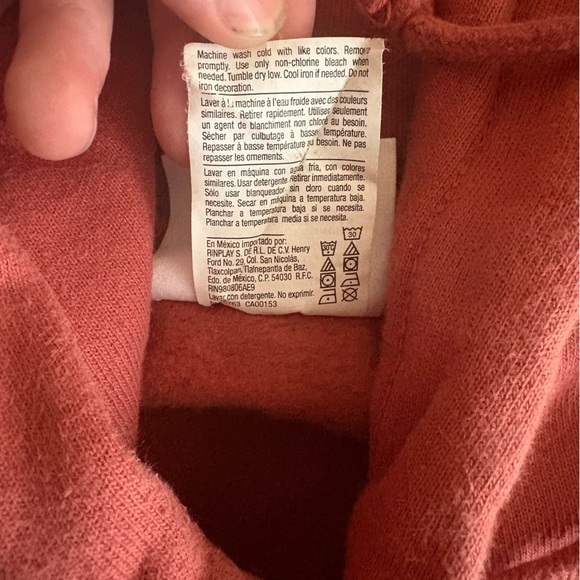 Machine wash cold with like colors. Remove
promptly. Use only non-chlorine bleach when
needed. Tumble dry low. Cool iron if needed. Do not
iron decoration.
Laver à la machine à l'eau froide avec des couleurs
similaires. Retirer rapidement. Utiliser seulement
un agent de blanchiment non chloré au besoin.
Sécher par culbutage à basse température.
Repasser à basse température au besoin. Ne pas
repasser les ornements.
Lavar en máquina con agua fría, con colores
similares. Usar detergente. Retirar inmediatamente.
Sólo usar blanqueador sin cloro cuando se
necesite. Secar en máquina a temperatura baja.
Planchar a temperatura baja si se necesita.
Planchar a temperatura media si se necesita.
En México importado por:
RINPLAY S. DE R.L. DE C.V. Henry
Ford No. 29, Col. San Nicolás,
Tlaxcolpan, Tlalnepantla de Baz,
Edo. de México, C.P. 54030 R.F.C.
RIN980806AE9
Lavar con detergente. No exprimir.
CA00153
30